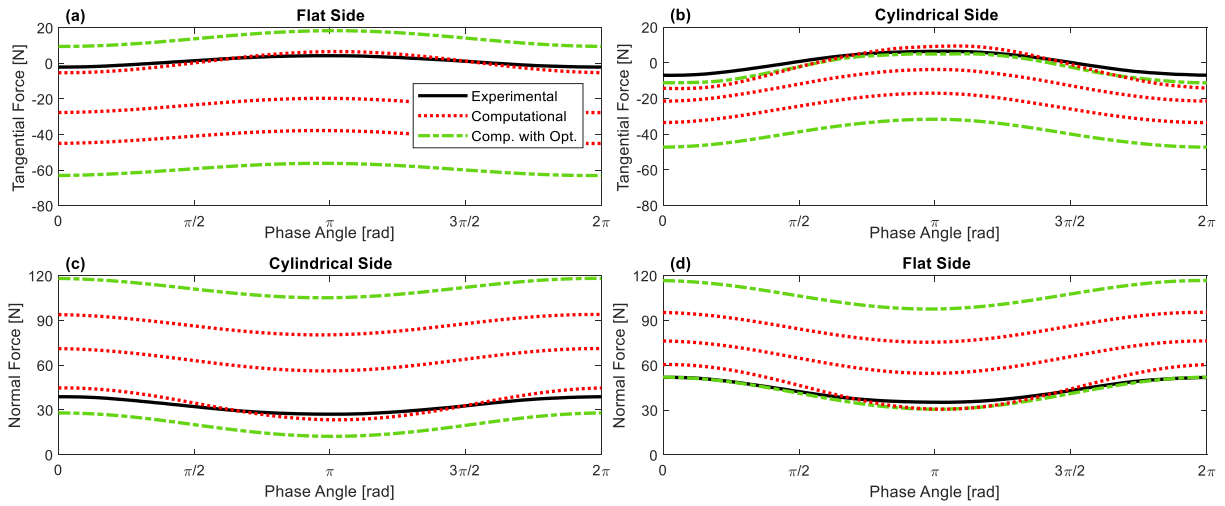 (a)
Flat Side
Tangential Force [N]
20
0
-20
-40
-60
-80
Experimental
Computational
Comp. with Opt.
0
π/2
π
3π/2
2π
Phase Angle [rad]
(b)
Cylindrical Side
Tangential Force [N]
20
0
-20
-40
-60
-80
0
π/2
π
3π/2
2π
Phase Angle [rad]
(c)
Cylindrical Side
Normal Force [N]
120
90
60
30
0
0
π/2
π
3π/2
2π
Phase Angle [rad]
(d)
Flat Side
Normal Force [N]
120
90
60
30
0
0
π/2
π
3π/2
2π
Phase Angle [rad]